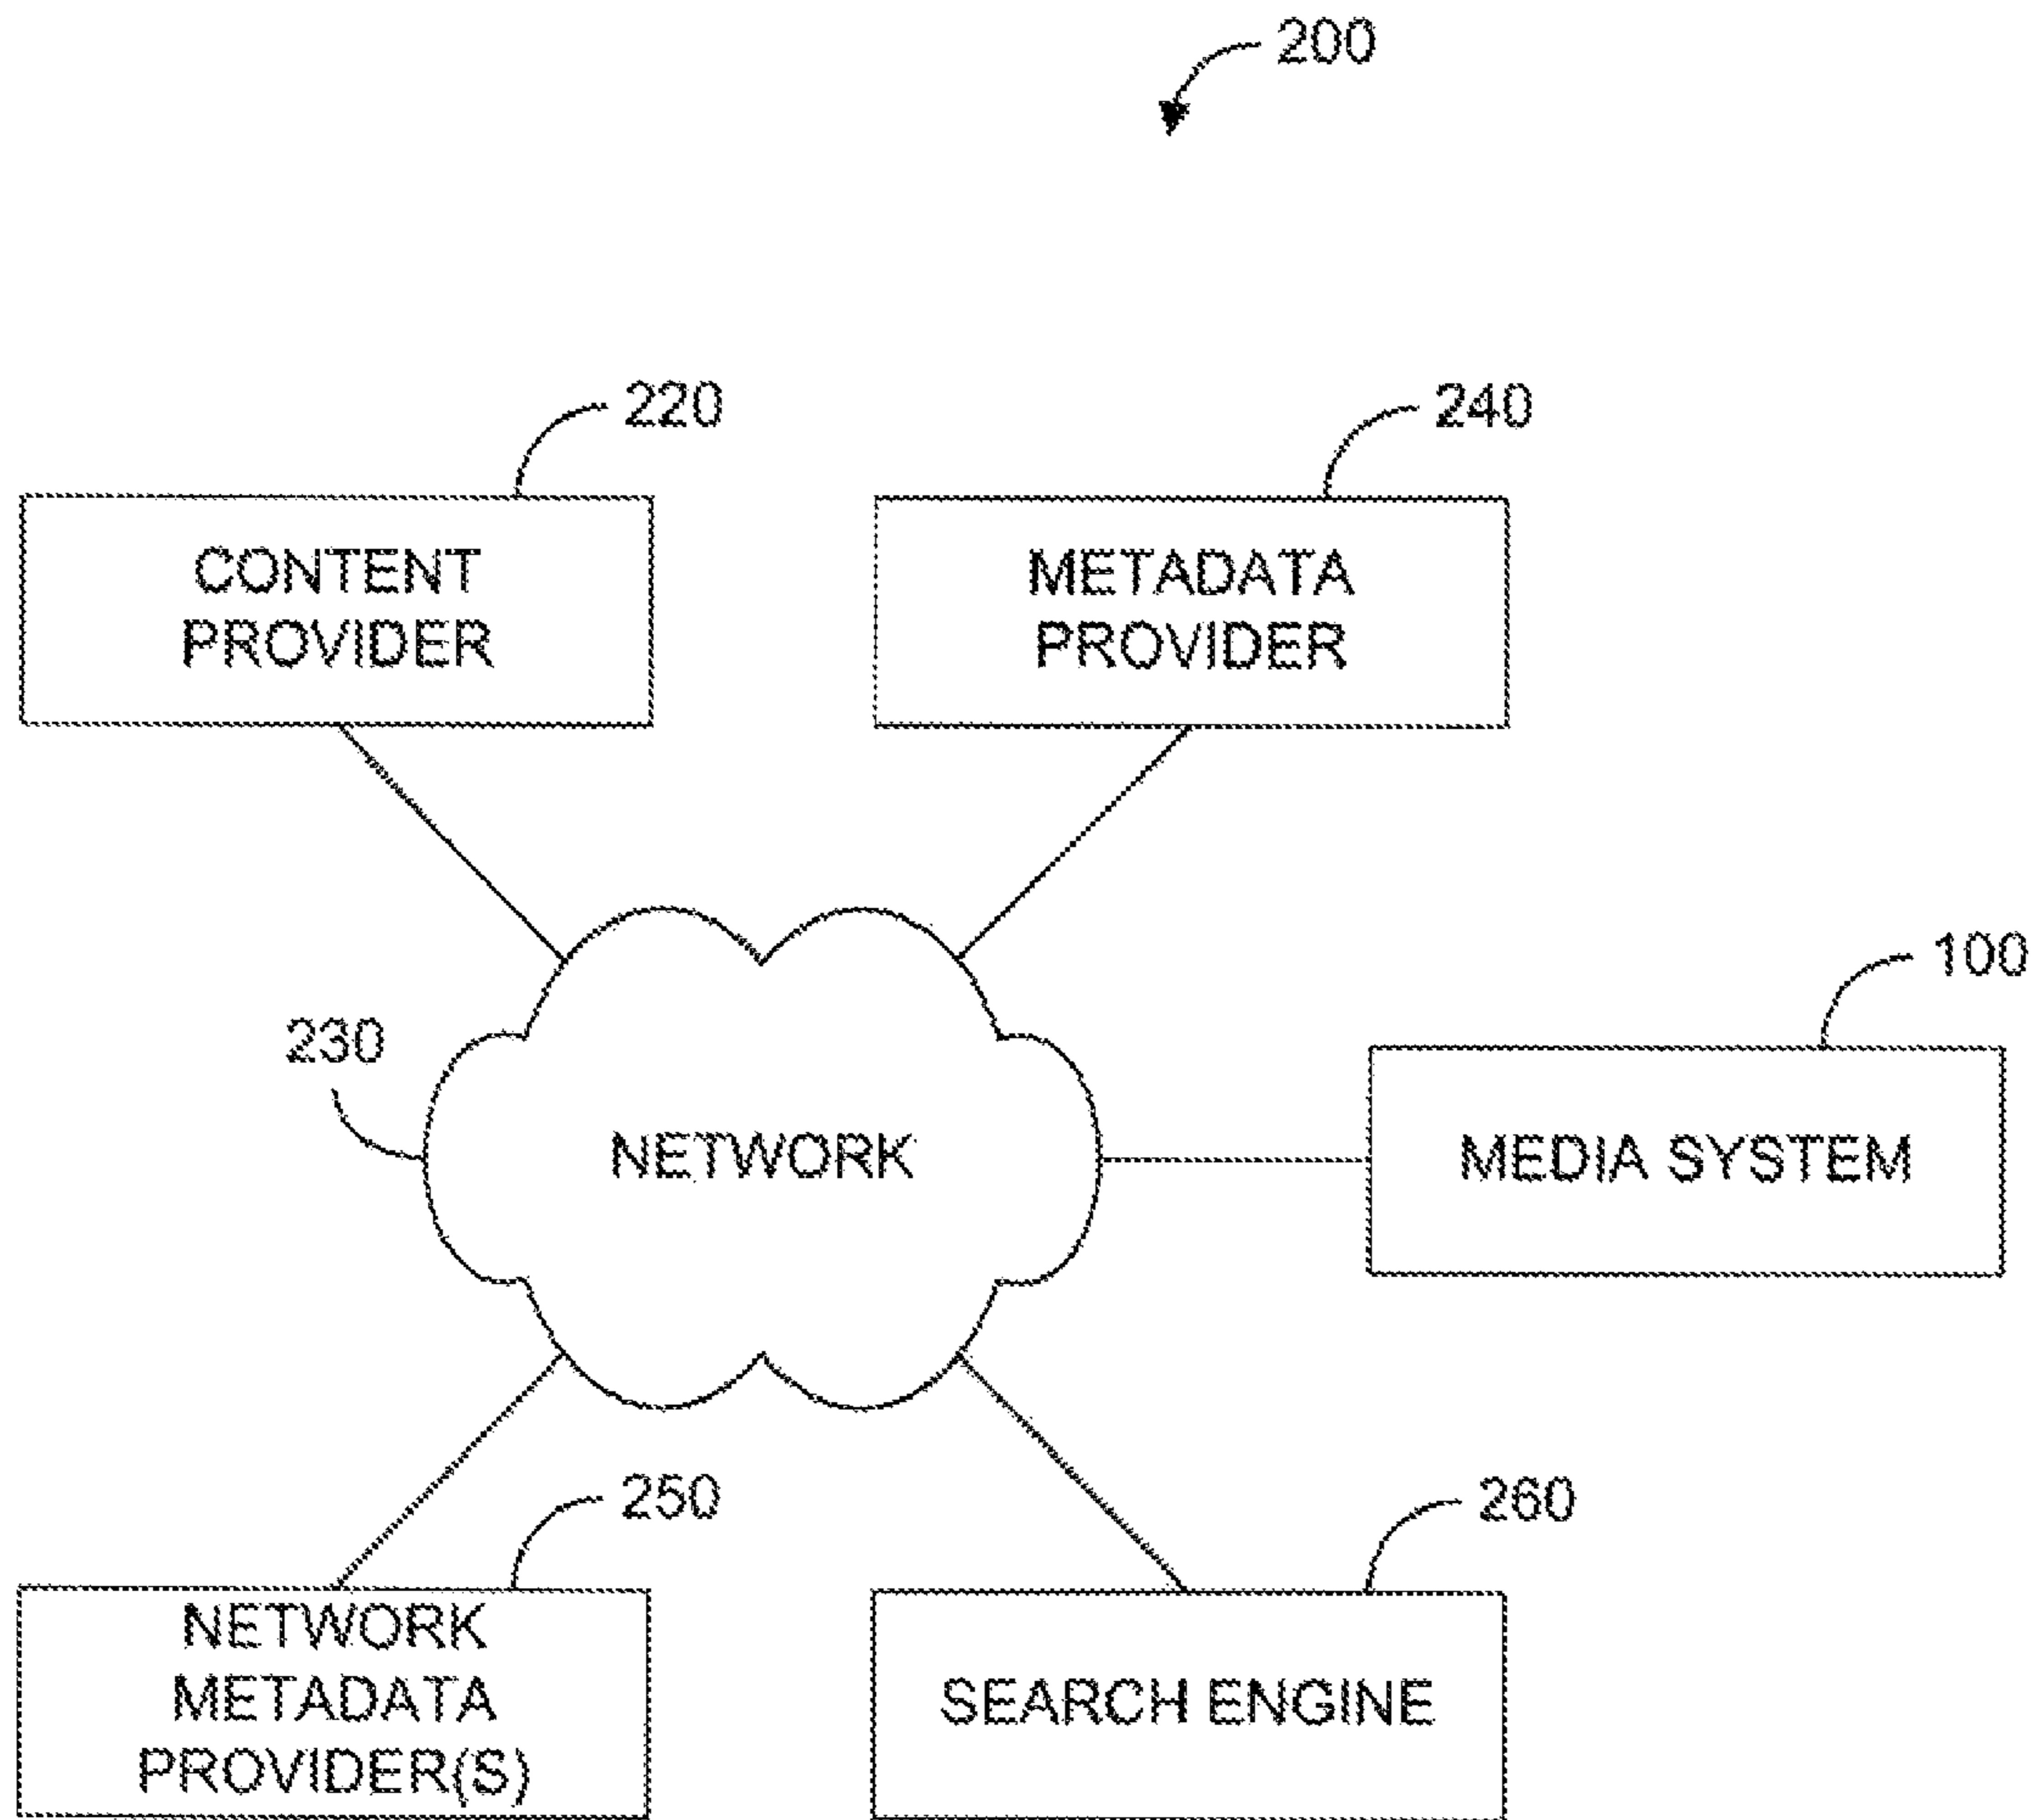 200
220
240
CONTENT
PROVIDER
METADATA
PROVIDER
100
230
NETWORK
MEDIA SYSTEM
250
260
NETWORK
METADATA
PROVIDER(S)
SEARCH ENGINE